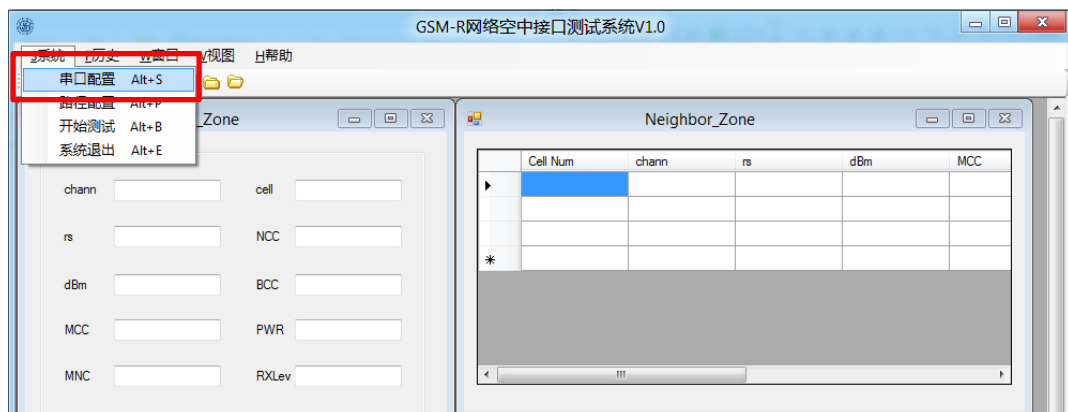 GSM-R网络空中接口测试系统V1.0
S系统 历史 W窗口 V视图 H帮助
串口配置 Alt+S
路径配置 Alt+P
开始测试 Alt+B
系统退出 Alt+E
_Zone
Neighbor_Zone
Cell Num chann rs dBm MCC
chann cell
rs NCC
dBm BCC
MCC PWR
MNC RXLev